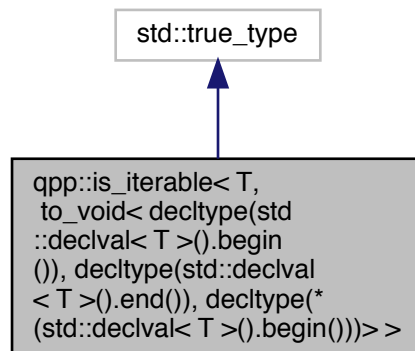 std::true_type
qpp::is_iterable< T,
to_void< decltype(std
::declval< T >().begin
()), decltype(std::declval
< T >().end()), decltype(*
(std::declval< T >().begin()))> >